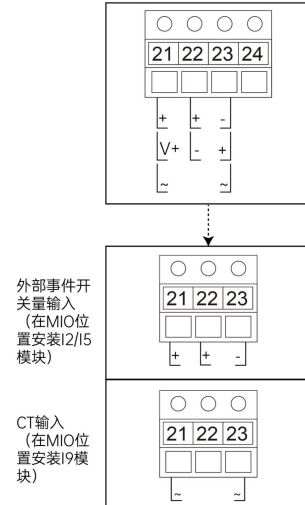 21 22 23 24
+ + -
V+ - +
~ ~
外部事件开
关量输入
（在MIO位
置安装I2/I5
模块）
21 22 23
+ + -
CT输入
（在MIO位
置安装I9模
块）
21 22 23
~ ~